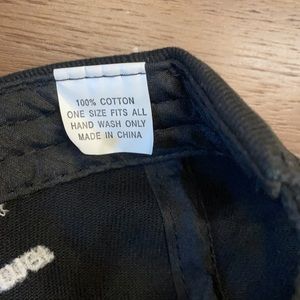 100% COTTON
ONE SIZE FITS ALL
HAND WASH ONLY
MADE IN CHINA